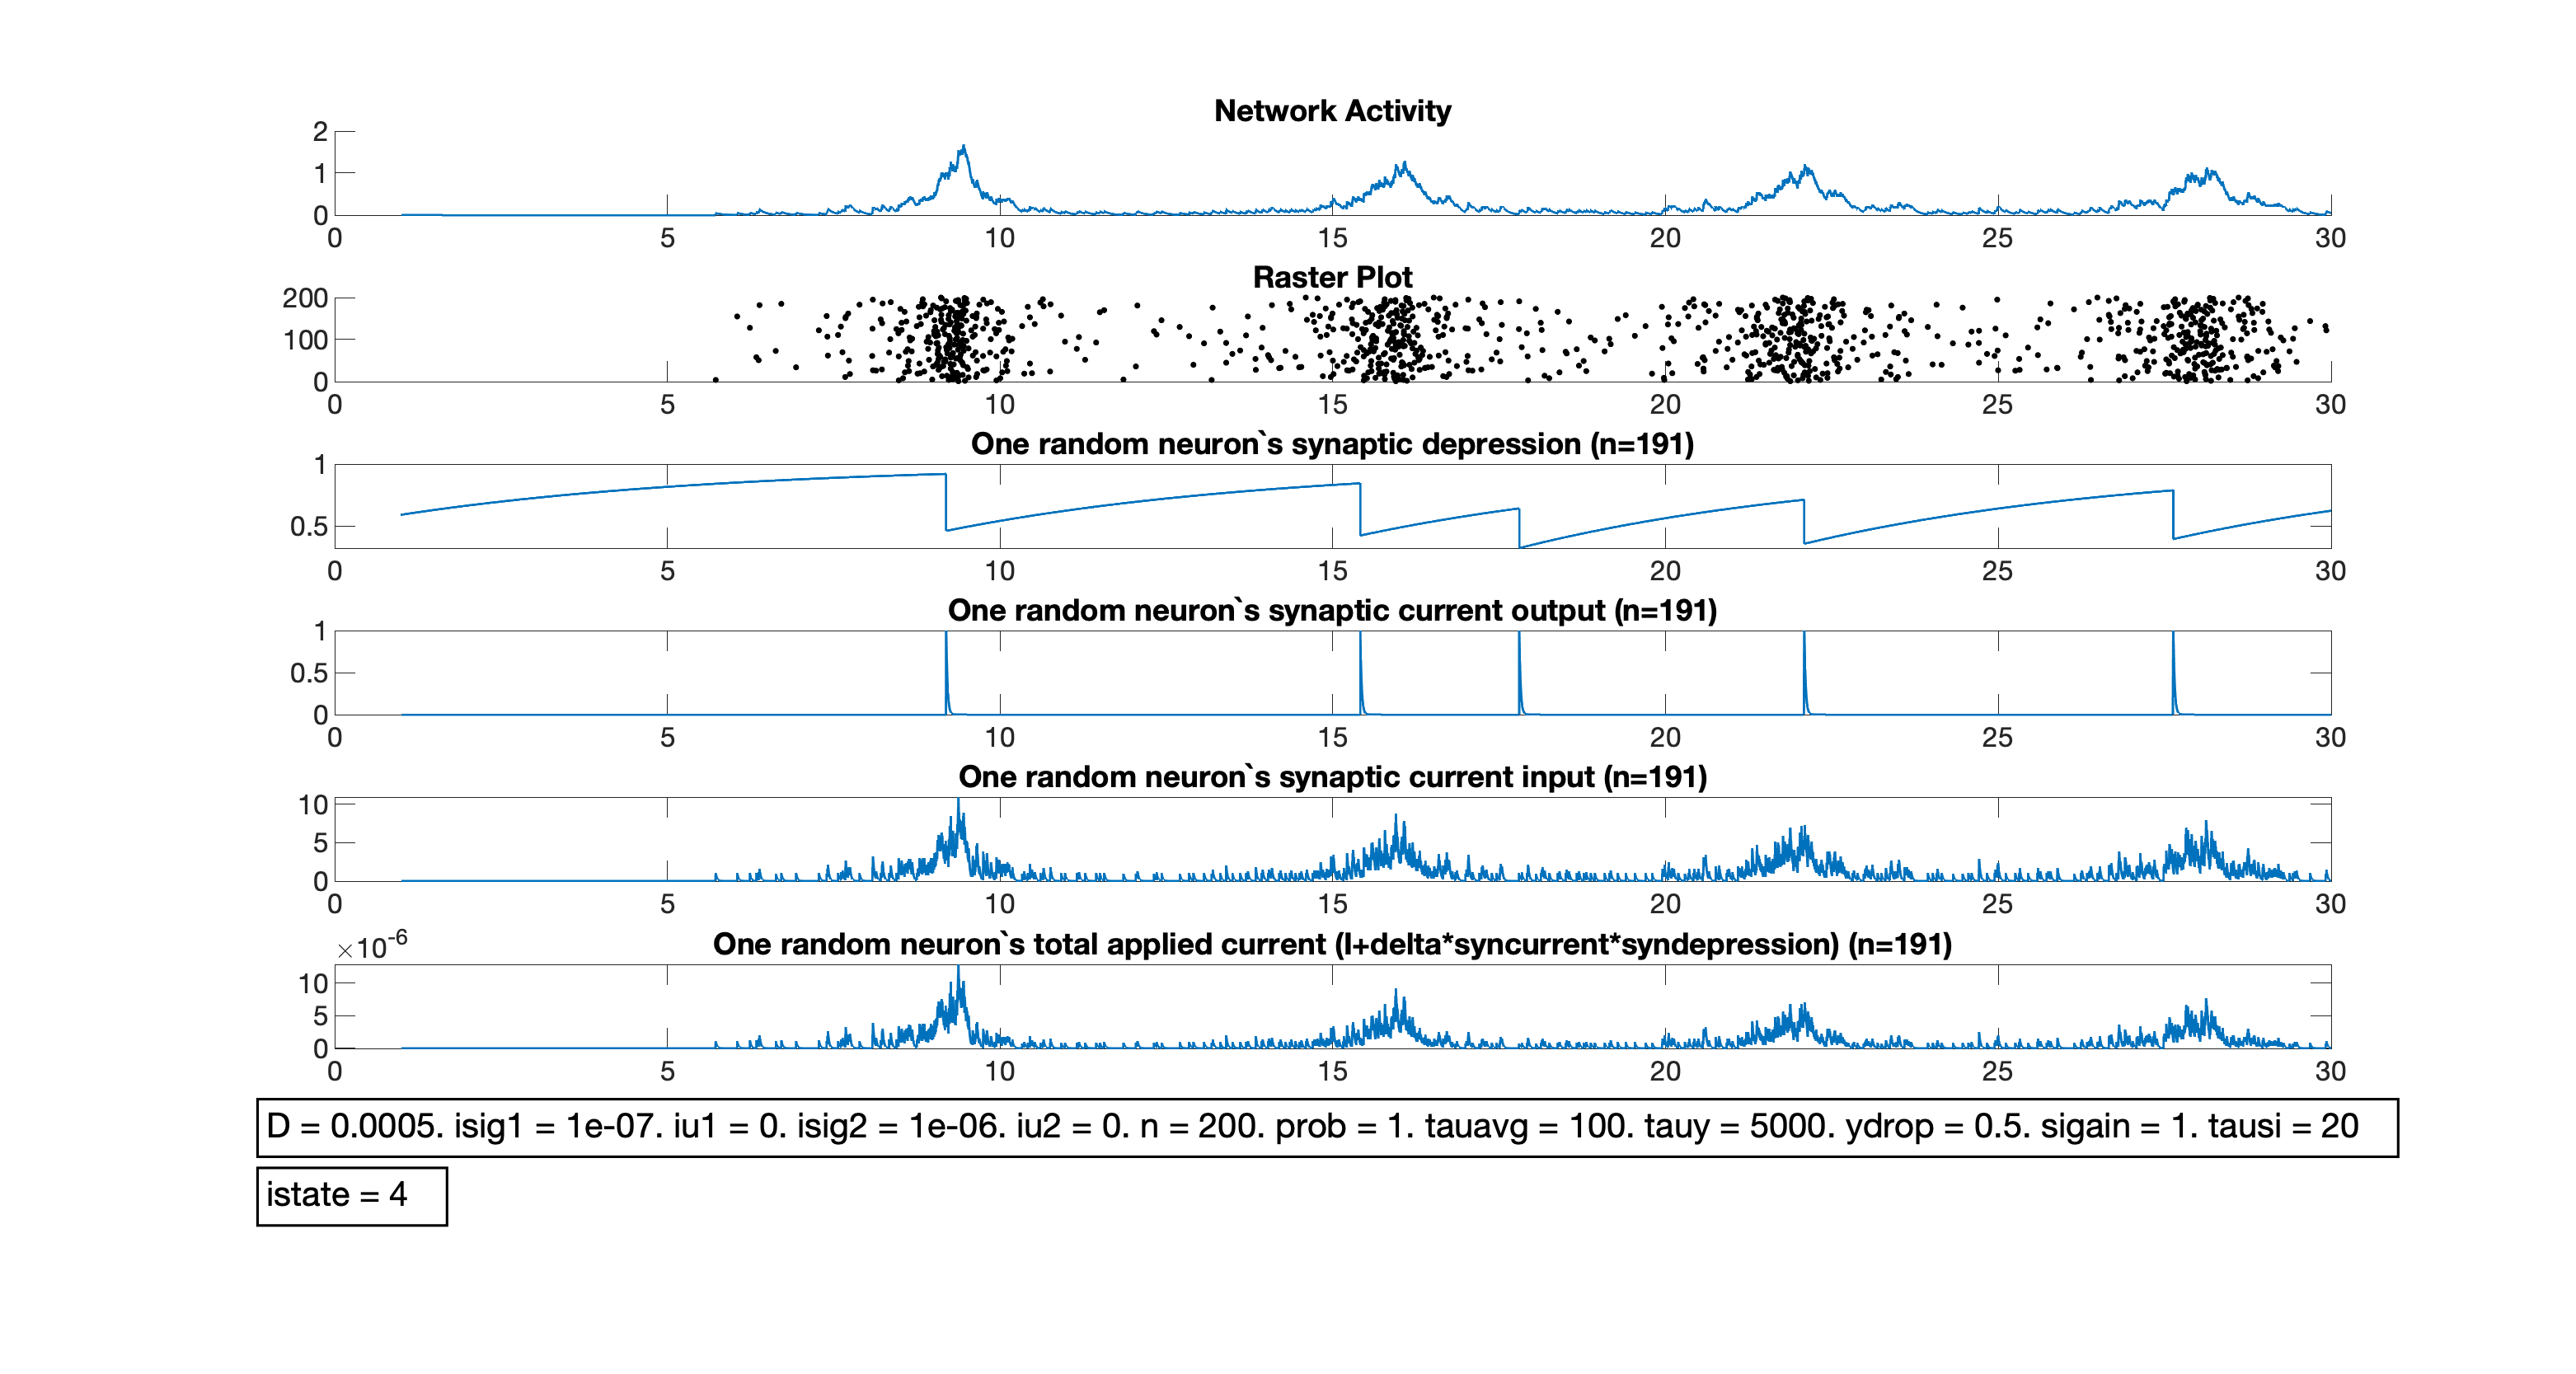 Network Activity
2
1
0
0 5 10 15 20 25 30
Raster Plot
200
100
0
0 5 10 15 20 25 30
One random neuron`s synaptic depression (n=191)
1
0.5
0 5 10 15 20 25 30
One random neuron`s synaptic current output (n=191)
1
0.5
0
0 5 10 15 20 25 30
One random neuron`s synaptic current input (n=191)
10
5
0
0 5 10 15 20 25 30
×10⁻⁶ One random neuron`s total applied current (I+delta*syncurrent*syndepression) (n=191)
10
5
0
0 5 10 15 20 25 30
D = 0.0005. isig1 = 1e-07. iu1 = 0. isig2 = 1e-06. iu2 = 0. n = 200. prob = 1. tauavg = 100. tauy = 5000. ydrop = 0.5. sigain = 1. tausi = 20
istate = 4